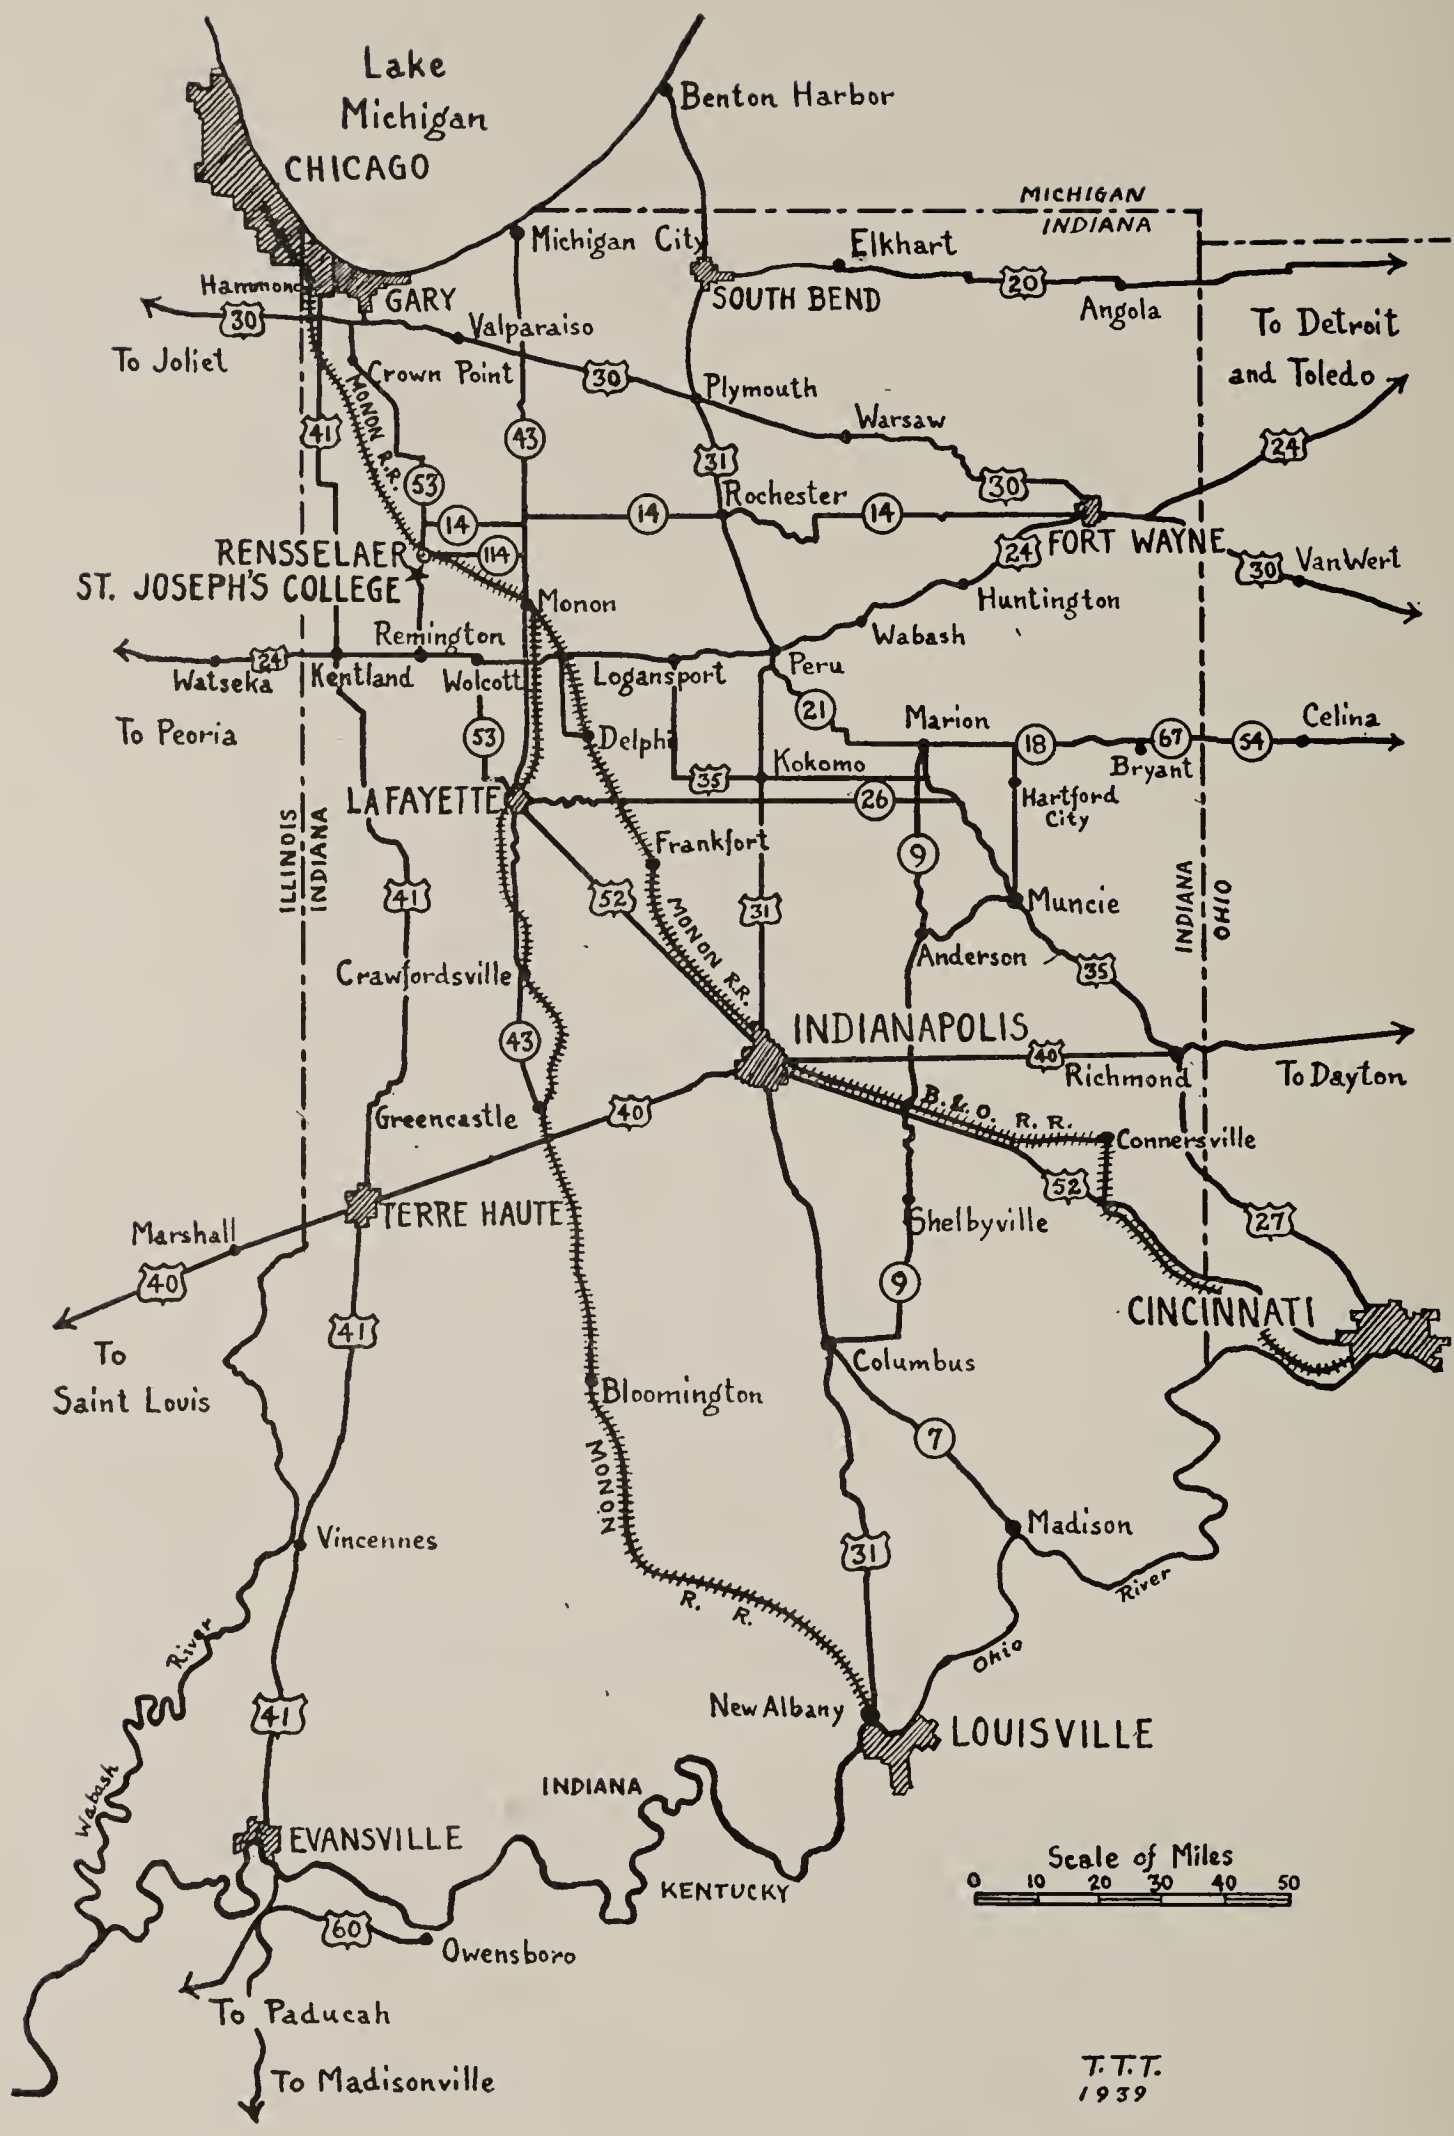 Lake
Michigan
CHICAGO
Benton Harbor
MICHIGAN
INDIANA
Michigan City
Elkhart
Hammond
GARY
SOUTH BEND
20
Angola
30
To Joliet
Valparaiso
To Detroit
and Toledo
Crown Point
30
Plymouth
MONON R.R.
Warsaw
41
43
31
24
53
30
14
14
Rochester
14
RENSSELAER
114
24
FORT WAYNE
30
Van Wert
ST. JOSEPH'S COLLEGE
Monon
Huntington
Remington
Wabash
24
Watseka
Kentland
Wolcott
Logansport
Peru
To Peoria
53
Delphi
21
Marion
18
67
54
Celina
Bryant
35
Kokomo
LAFAYETTE
26
Hartford
City
ILLINOIS
INDIANA
Frankfort
9
41
52
MONON R.R.
31
Muncie
INDIANA
OHIO
Crawfordsville
Anderson
35
43
INDIANAPOLIS
40
Richmond
To Dayton
Greencastle
40
B. & O. R. R.
Connersville
52
TERRE HAUTE
Shelbyville
27
Marshall
40
9
CINCINNATI
41
To
Saint Louis
Columbus
Bloomington
7
MONON
R. R.
Vincennes
31
Madison
River
River
Ohio
41
New Albany
LOUISVILLE
Wabash
INDIANA
EVANSVILLE
KENTUCKY
Scale of Miles
0 10 20 30 40 50
60
Owensboro
To Paducah
To Madisonville
T.T.T.
1939